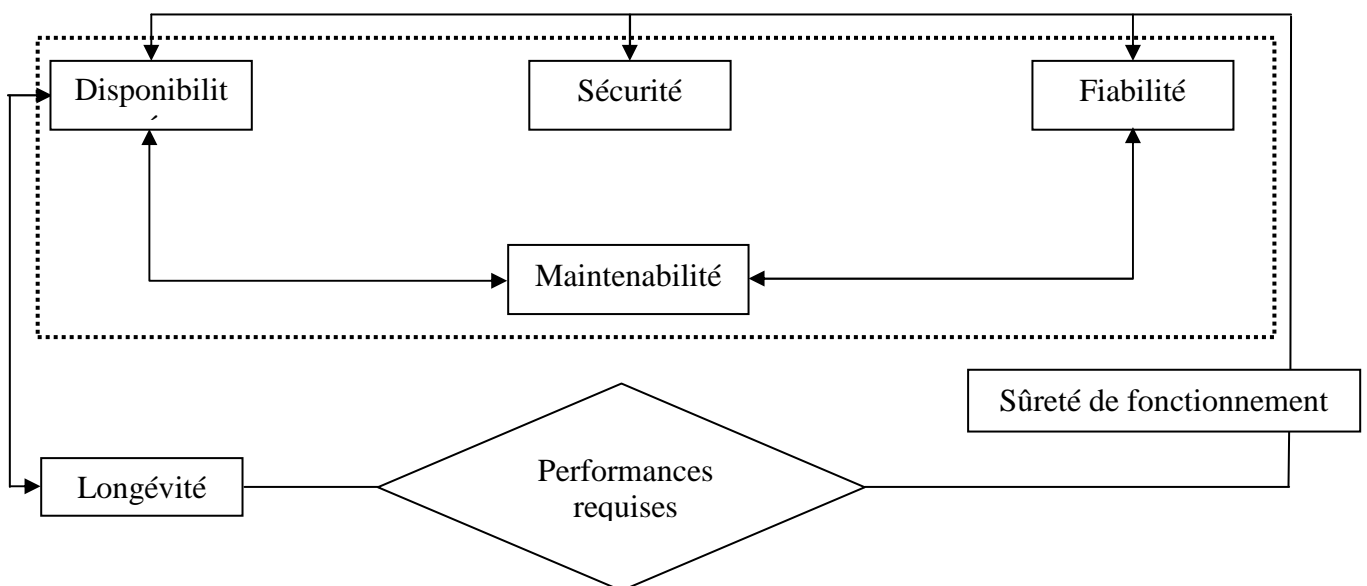 Disponibilit
Sécurité
Fiabilité
Maintenabilité
Sûreté de fonctionnement
Longévité
Performances
requises